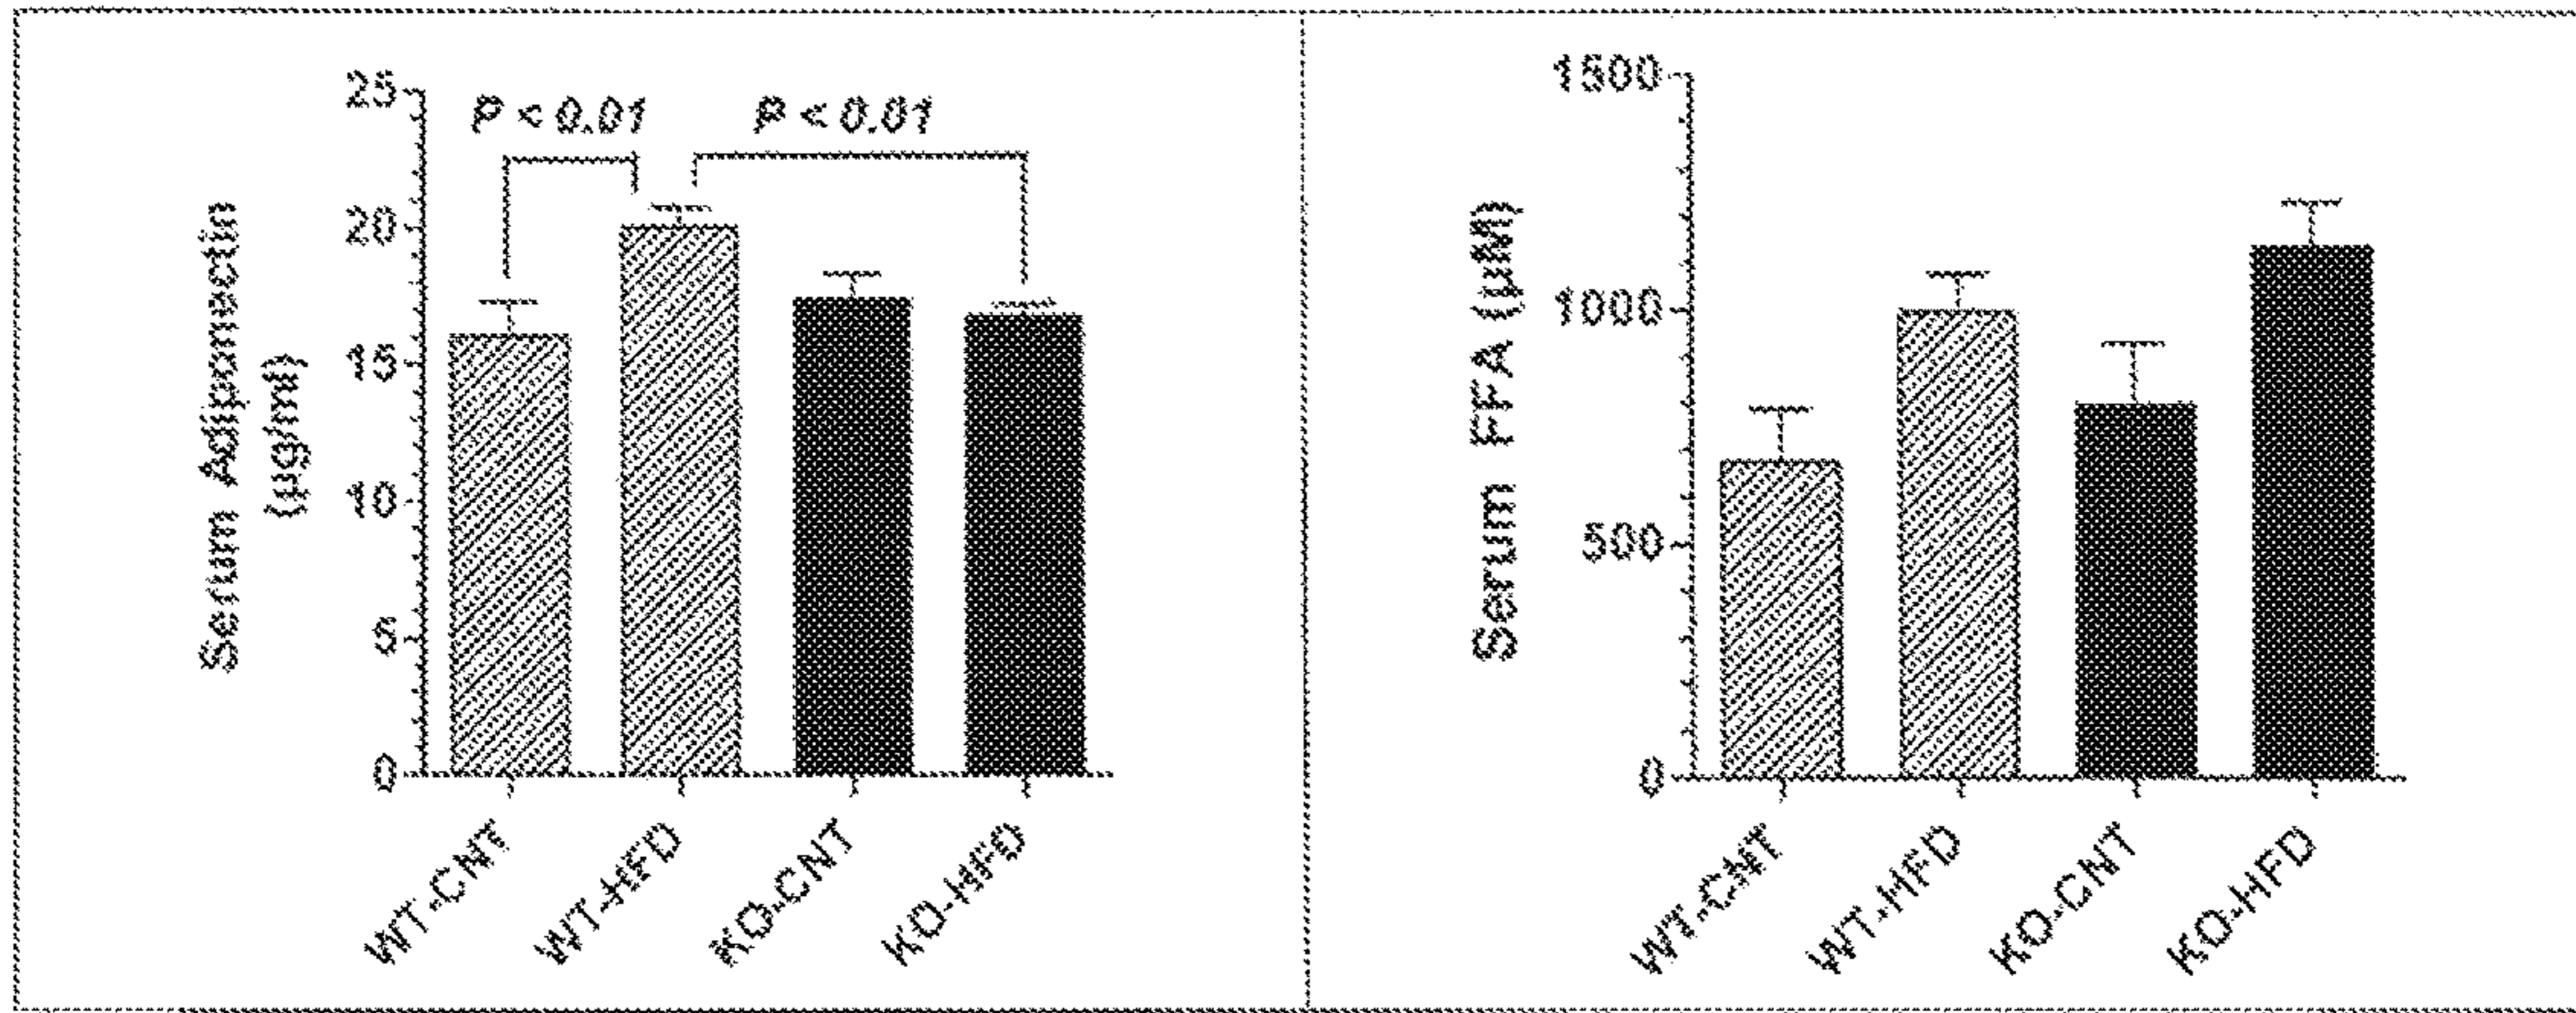 25
20
15
10
5
0
Serum Adiponectin
(µg/ml)
P < 0.01
P < 0.01
WT-CNT
WT-HFD
KO-CNT
KO-HFD
1500
1000
500
0
Serum FFA (µM)
WT-CNT
WT-HFD
KO-CNT
KO-HFD